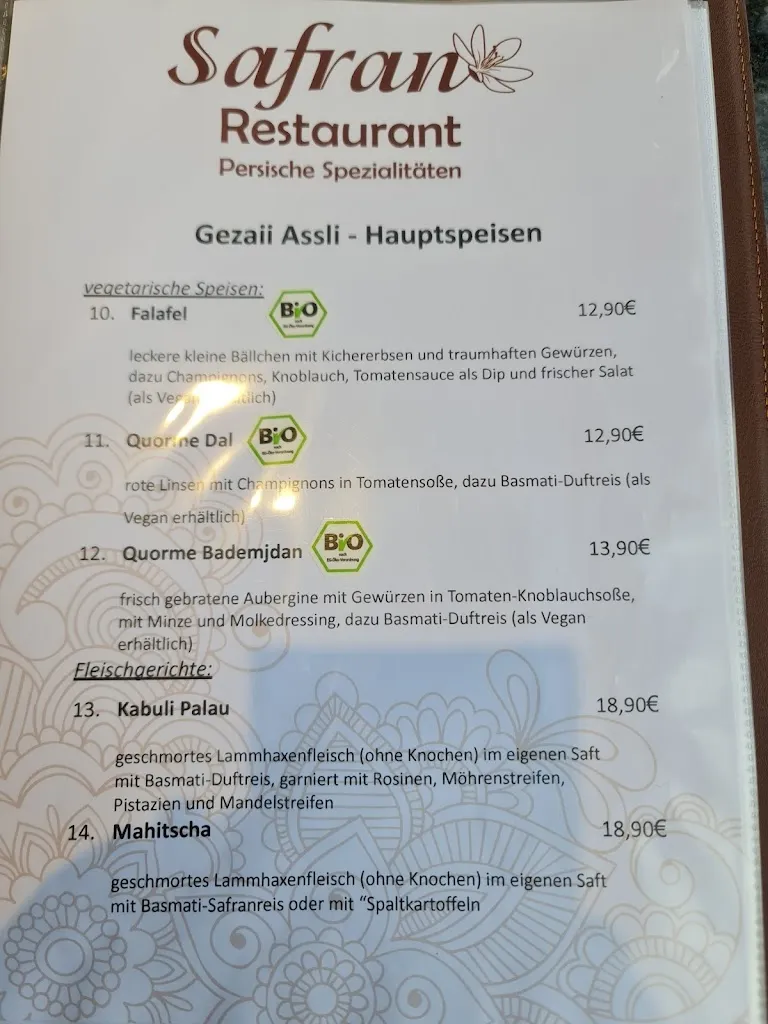 Safran
Restaurant
Persische Spezialitäten
Gezaii Assli - Hauptspeisen
vegetarische Speisen:
10. Falafel BiO 12,90€
leckere kleine Bällchen mit Kichererbsen und traumhaften Gewürzen,
dazu Champignons, Knoblauch, Tomatensauce als Dip und frischer Salat
(als
11. Quorme Dal BiO 12,90€
rote Linsen mit Champignons in Tomatensoße, dazu Basmati-Duftreis (als
Vegan erhältlich)
12. Quorme Bademjdan BiO 13,90€
frisch gebratene Aubergine mit Gewürzen in Tomaten-Knoblauchsoße,
mit Minze und Molkedressing, dazu Basmati-Duftreis (als Vegan
erhältlich)
Fleischgerichte:
13. Kabuli Palau 18,90€
geschmortes Lammhaxenfleisch (ohne Knochen) im eigenen Saft
mit Basmati-Duftreis, garniert mit Rosinen, Möhrenstreifen,
Pistazien und Mandelstreifen
14. Mahitscha 18,90€
geschmortes Lammhaxenfleisch (ohne Knochen) im eigenen Saft
mit Basmati-Safranreis oder mit “Spaltkartoffeln